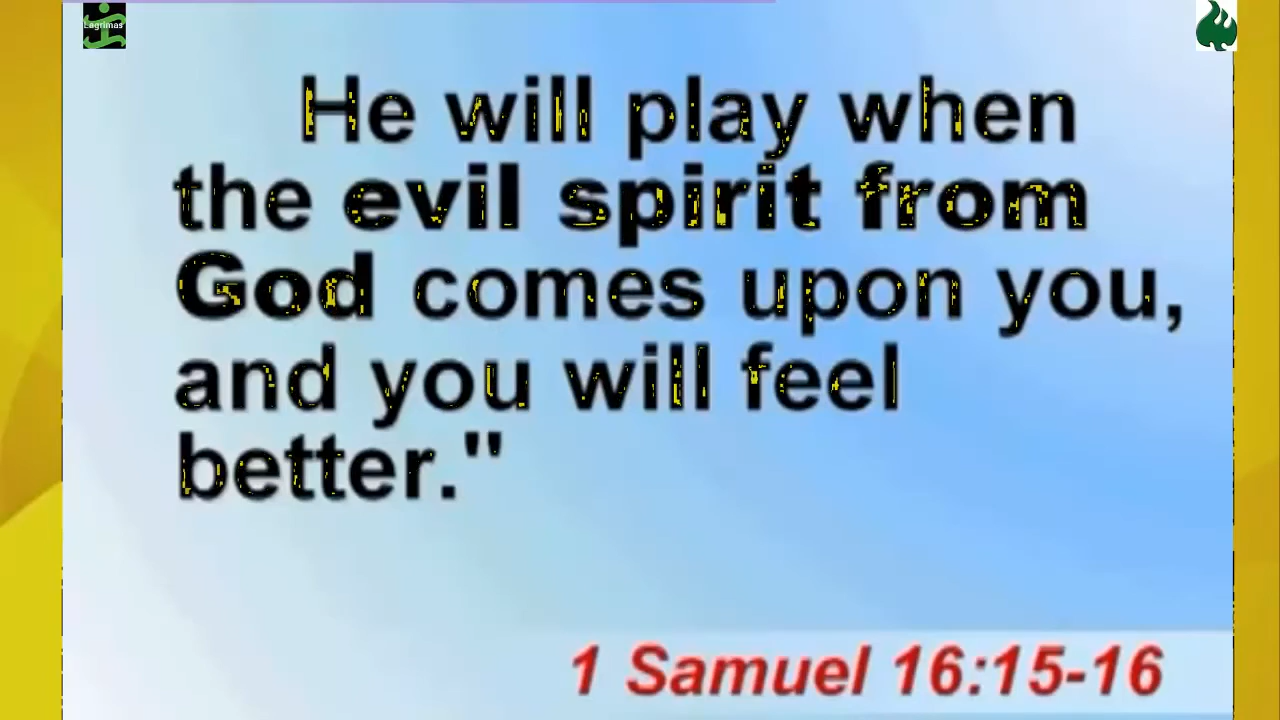 Lagrimas
He will play when
the evil spirit from
God comes upon you,
and you will feel
better."
1 Samuel 16:15-16